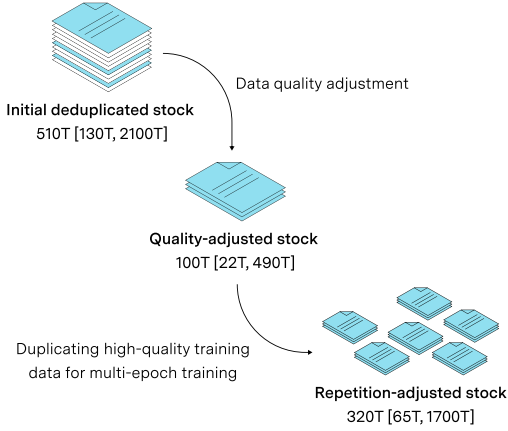 Initial deduplicated stock
510T [130T, 2100T]
Data quality adjustment
Quality-adjusted stock
100T [22T, 490T]
Duplicating high-quality training
data for multi-epoch training
Repetition-adjusted stock
320T [65T, 1700T]